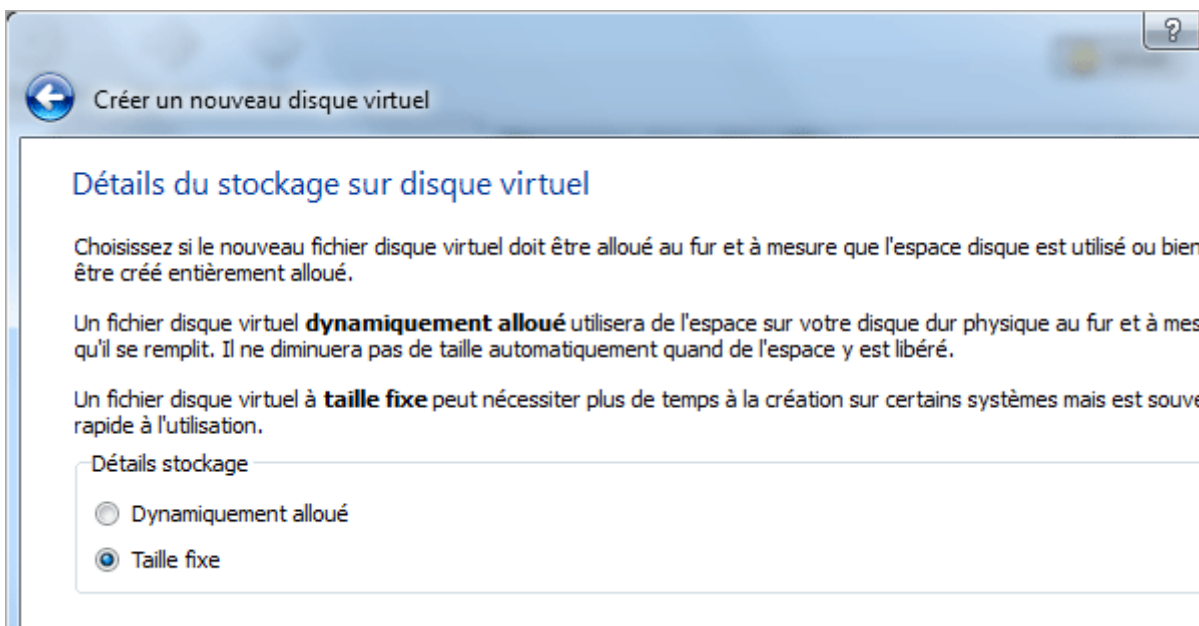 ?
Créer un nouveau disque virtuel
Détails du stockage sur disque virtuel
Choisissez si le nouveau fichier disque virtuel doit être alloué au fur et à mesure que l'espace disque est utilisé ou bien
être créé entièrement alloué.
Un fichier disque virtuel dynamiquement alloué utilisera de l'espace sur votre disque dur physique au fur et à mes
qu'il se remplit. Il ne diminuera pas de taille automatiquement quand de l'espace y est libéré.
Un fichier disque virtuel à taille fixe peut nécessiter plus de temps à la création sur certains systèmes mais est souve
rapide à l'utilisation.
Détails stockage
Dynamiquement alloué
Taille fixe